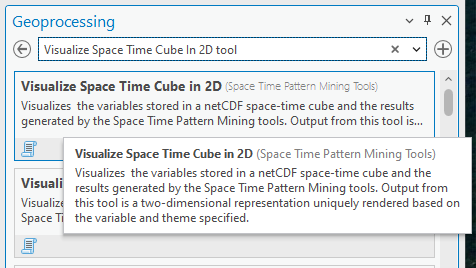 Geoprocessing
Visualize Space Time Cube In 2D tool
Visualize Space Time Cube in 2D (Space Time Pattern Mining Tools)
Visualizes the variables stored in a netCDF space-time cube and the results
generated by the Space Time Pattern Mining tools. Output from this tool is...
Visualize Space Time Cube in 2D (Space Time Pattern Mining Tools)
Visualizes the variables stored in a netCDF space-time cube and the
results generated by the Space Time Pattern Mining tools. Output from
this tool is a two-dimensional representation uniquely rendered based on
the variable and theme specified.
Visuali
Visualiz
Space Ti